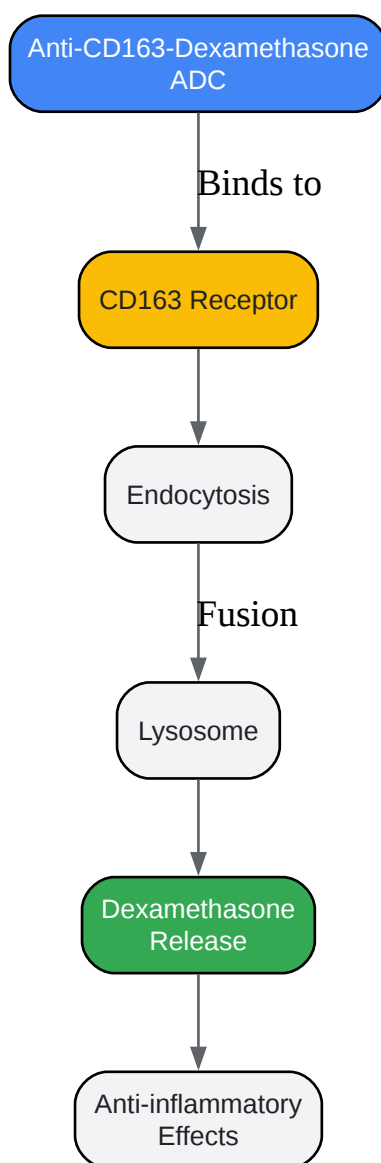 Anti-CD163-Dexamethasone
ADC
Binds to
CD163 Receptor
Endocytosis
Fusion
Lysosome
Dexamethasone
Release
Anti-inflammatory
Effects